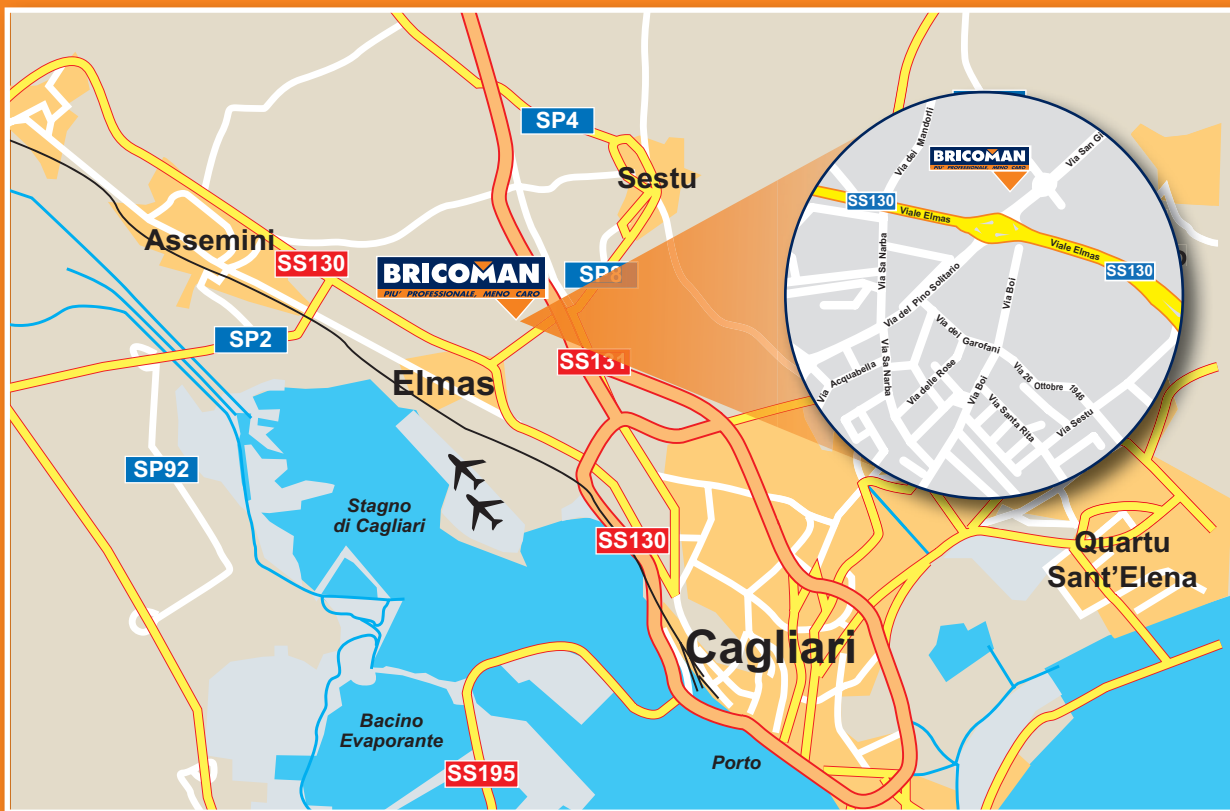 SP4
Sestu
Assemini
SS130
BRICOMAN
PIU' PROFESSIONALE, MENO CARO
SP8
SP2
SS131
Elmas
SP92
Stagno
di Cagliari
SS130
Quartu
Sant'Elena
Cagliari
Bacino
Evaporante
Porto
SS195
Via dei Mandorli
BRICOMAN
PIU' PROFESSIONALE, MENO CARO
SS130
Viale Elmas
Viale Elmas
SS130
Via Sa Narba
Via del Pino Solitario
Via Boi
Via dei Garofani
Via Acquabella
Via Sa Narba
Via delle Rose
Via Boi
Via 26 Ottobre 1946
Via Santa Rita
Via Sestu